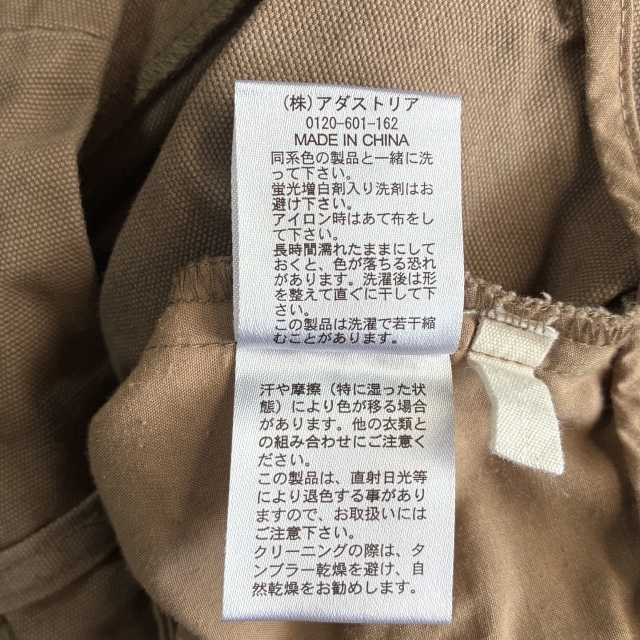 (株)アダストリア
0120-601-162
MADE IN CHINA
同系色の製品と一緒に洗
って下さい。
蛍光増白剤入り洗剤はお
避け下さい。
アイロン時はあて布をし
て下さい。
長時間濡れたままにして
おくと、色が落ちる恐れ
があります。洗濯後は形
を整えて直ぐに干して下
さい。
この製品は洗濯で若干縮
むことがあります。
汗や摩擦（特に湿った状
態）により色が移る場合
があります。他の衣類と
の組み合わせにご注意く
ださい。
この製品は、直射日光等
により退色する事があり
ますので、お取扱いには
ご注意下さい。
クリーニングの際は、タ
ンブラー乾燥を避け、自
然乾燥をお勧めします。